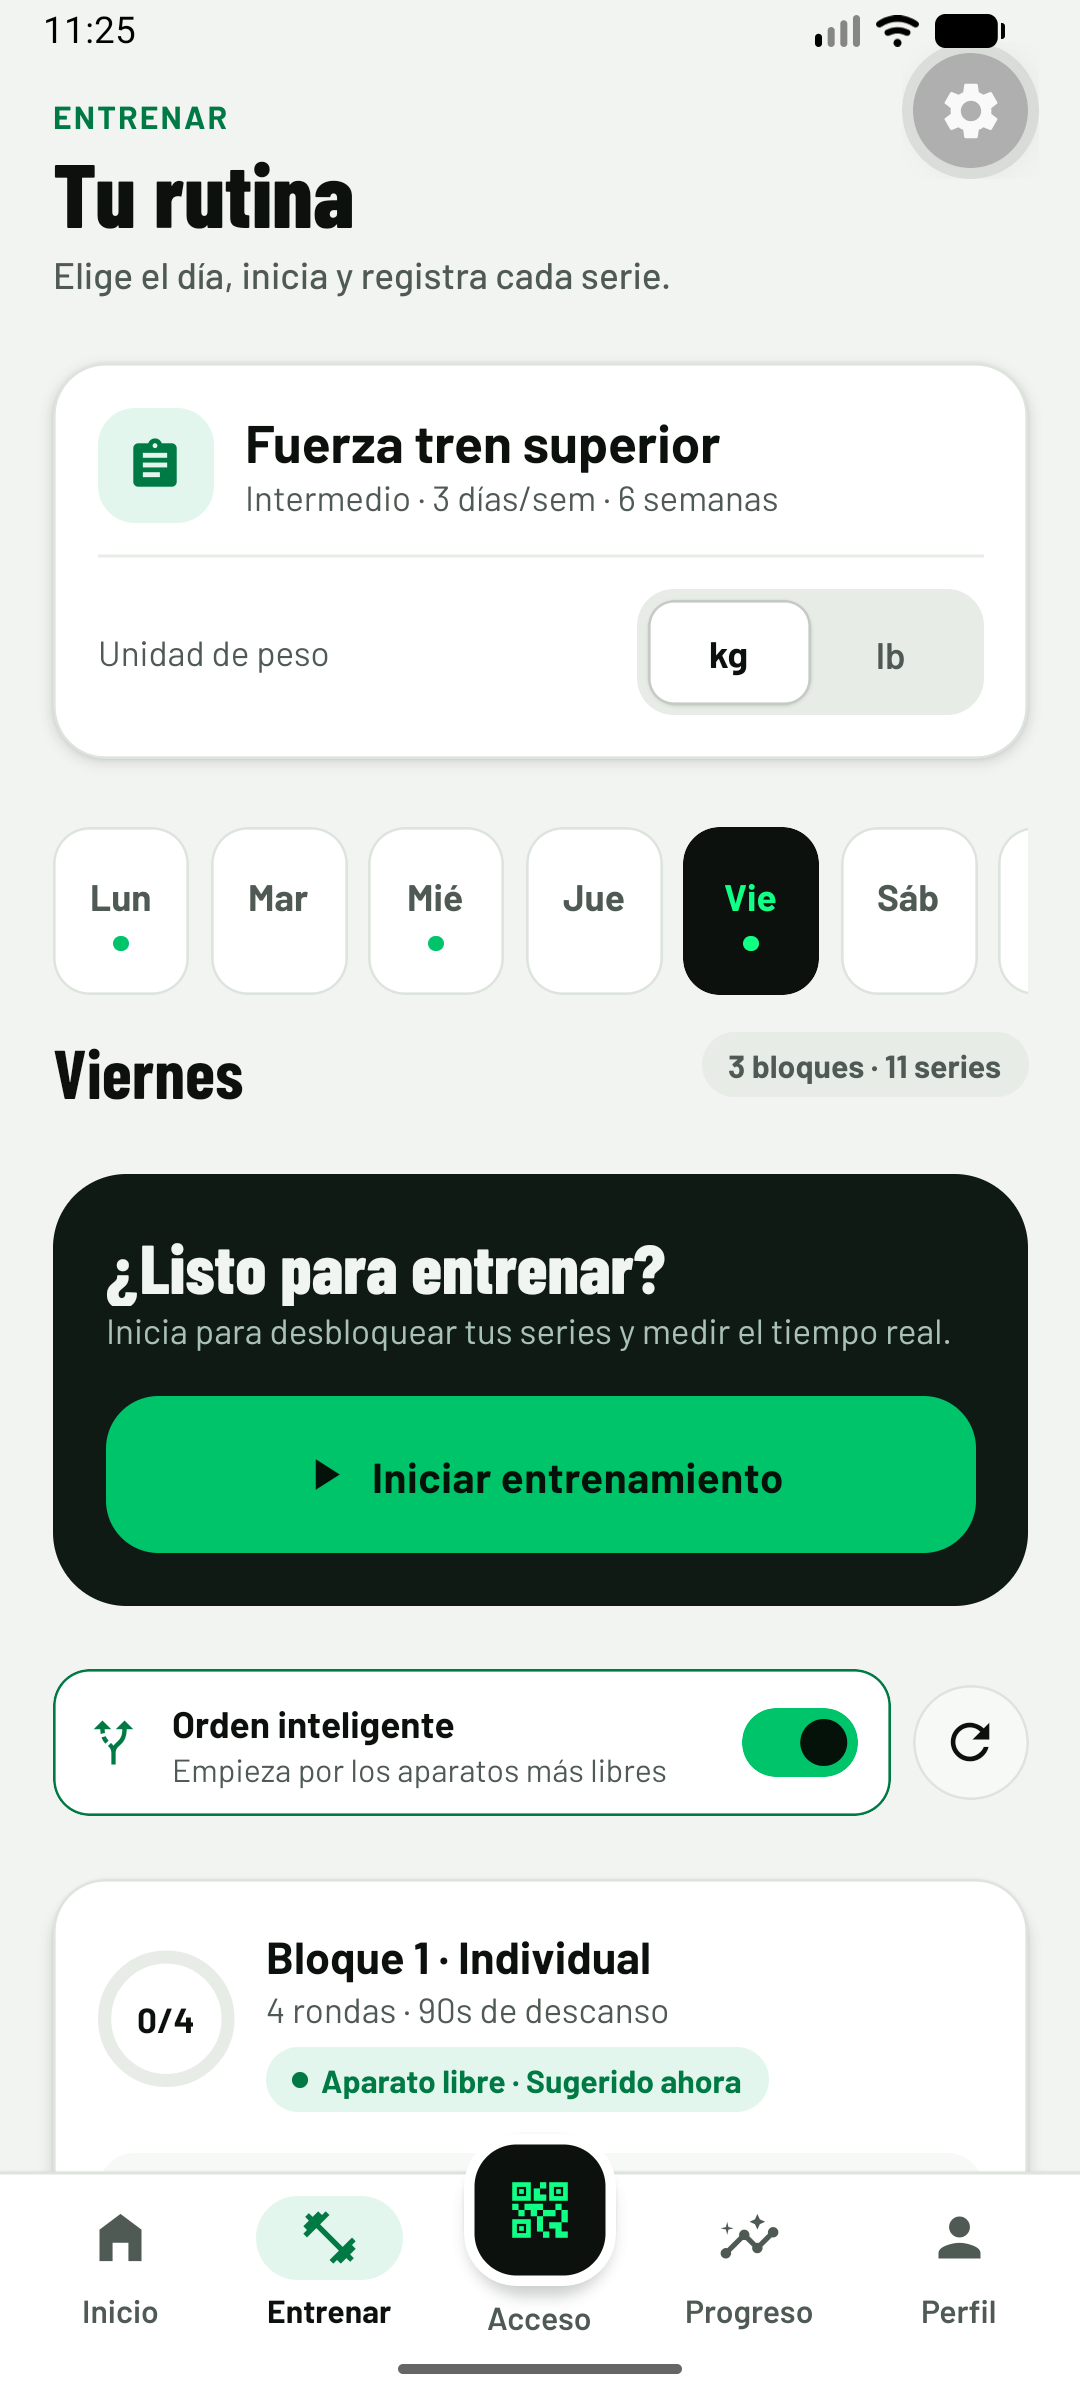 11:25
ENTRENAR
Tu rutina
Elige el día, inicia y registra cada serie.
Fuerza tren superior
Intermedio · 3 días/sem · 6 semanas
Unidad de peso
kg
lb
Lun
Mar
Mié
Jue
Vie
Sáb
Viernes
3 bloques · 11 series
¿Listo para entrenar?
Inicia para desbloquear tus series y medir el tiempo real.
Iniciar entrenamiento
Orden inteligente
Empieza por los aparatos más libres
0/4
Bloque 1 · Individual
4 rondas · 90s de descanso
Aparato libre · Sugerido ahora
Inicio
Entrenar
Acceso
Progreso
Perfil